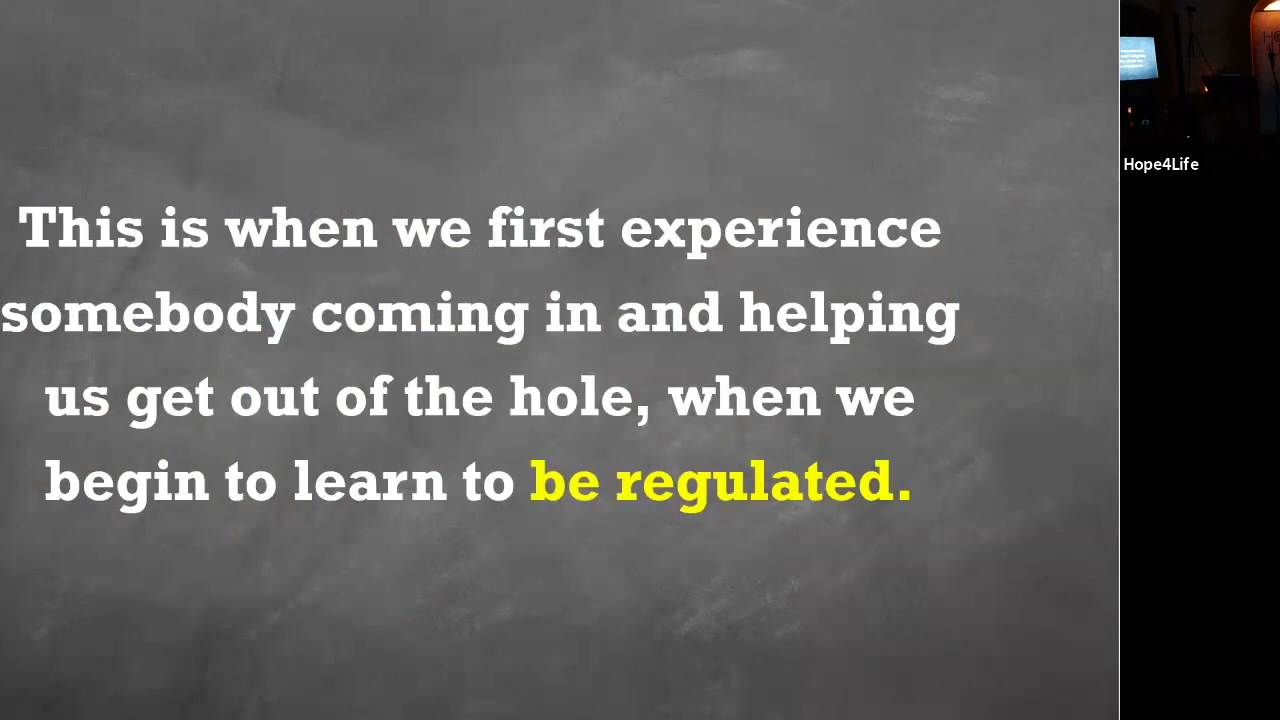 This is when we first experience
somebody coming in and helping
us get out of the hole, when we
begin to learn to be regulated.
Hope4Life